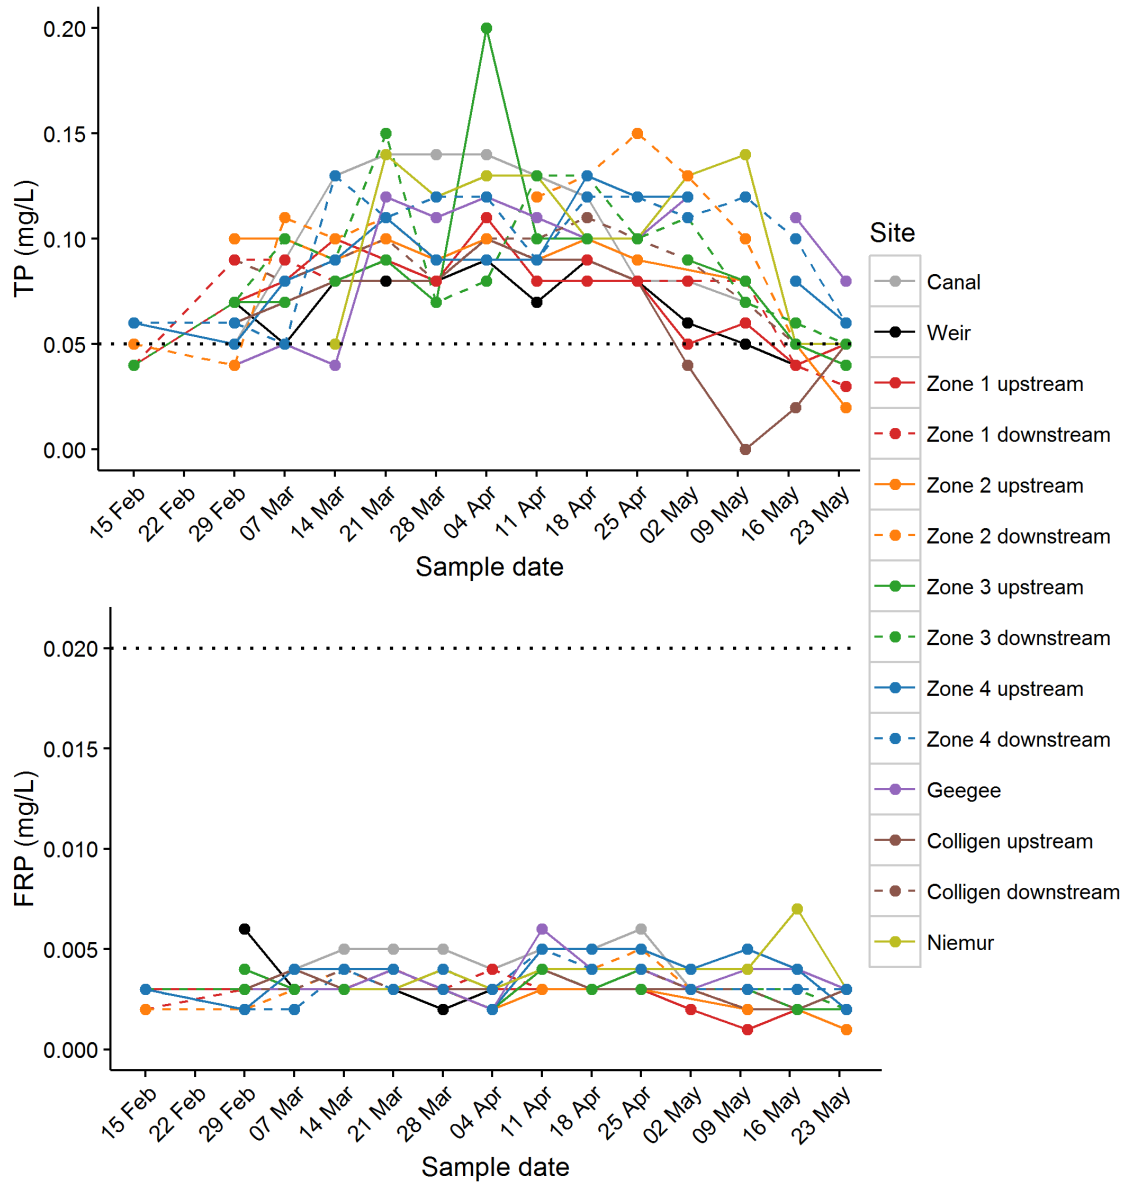 TP (mg/L)
0.20
0.15
0.10
0.05
0.00
15 Feb
22 Feb
29 Feb
07 Mar
14 Mar
21 Mar
28 Mar
04 Apr
11 Apr
18 Apr
25 Apr
02 May
09 May
16 May
23 May
Sample date
FRP (mg/L)
0.020
0.015
0.010
0.005
0.000
15 Feb
22 Feb
29 Feb
07 Mar
14 Mar
21 Mar
28 Mar
04 Apr
11 Apr
18 Apr
25 Apr
02 May
09 May
16 May
23 May
Sample date
Site
Canal
Weir
Zone 1 upstream
Zone 1 downstream
Zone 2 upstream
Zone 2 downstream
Zone 3 upstream
Zone 3 downstream
Zone 4 upstream
Zone 4 downstream
Geegee
Colligen upstream
Colligen downstream
Niemur